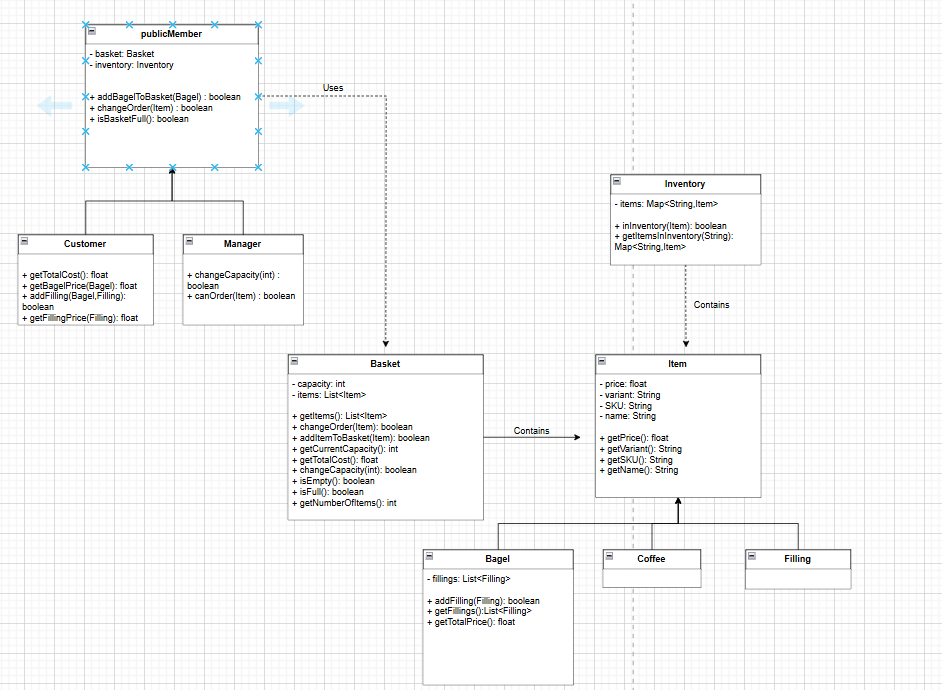 publicMember
- basket: Basket
- inventory: Inventory
+ addBagelToBasket(Bagel) : boolean
+ changeOrder(Item) : boolean
+ isBasketFull(): boolean
Uses
Customer
+ getTotalCost(): float
+ getBagelPrice(Bagel): float
+ addFilling(Bagel,Filling):
boolean
+ getFillingPrice(Filling): float
Manager
+ changeCapacity(int) :
boolean
+ canOrder(Item) : boolean
Inventory
- items: Map<String,Item>
+ inInventory(Item): boolean
+ getItemsInInventory(String):
Map<String,Item>
Contains
Basket
- capacity: int
- items: List<Item>
+ getItems(): List<Item>
+ changeOrder(Item): boolean
+ addItemToBasket(Item): boolean
+ getCurrentCapacity(): int
+ getTotalCost(): float
+ changeCapacity(int): boolean
+ isEmpty(): boolean
+ isFull(): boolean
+ getNumberOfItems(): int
Contains
Item
- price: float
- variant: String
- SKU: String
- name: String
+ getPrice(): float
+ getVariant(): String
+ getSKU(): String
+ getName(): String
Bagel
- fillings: List<Filling>
+ addFilling(Filling): boolean
+ getFillings():List<Filling>
+ getTotalPrice(): float
Coffee
Filling